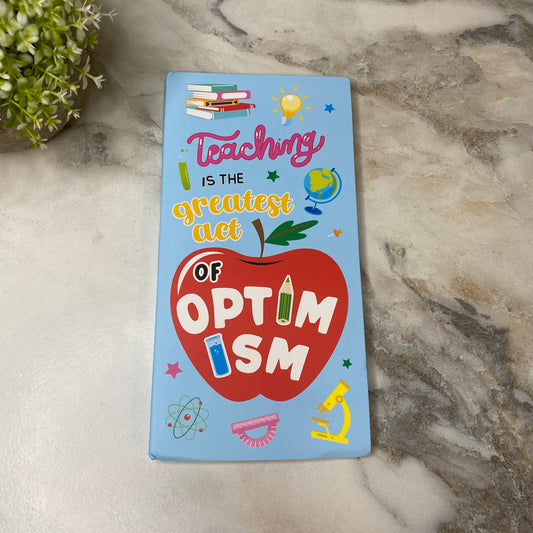 Teaching
IS THE
greatest
act
OF
OPTIM
ISM